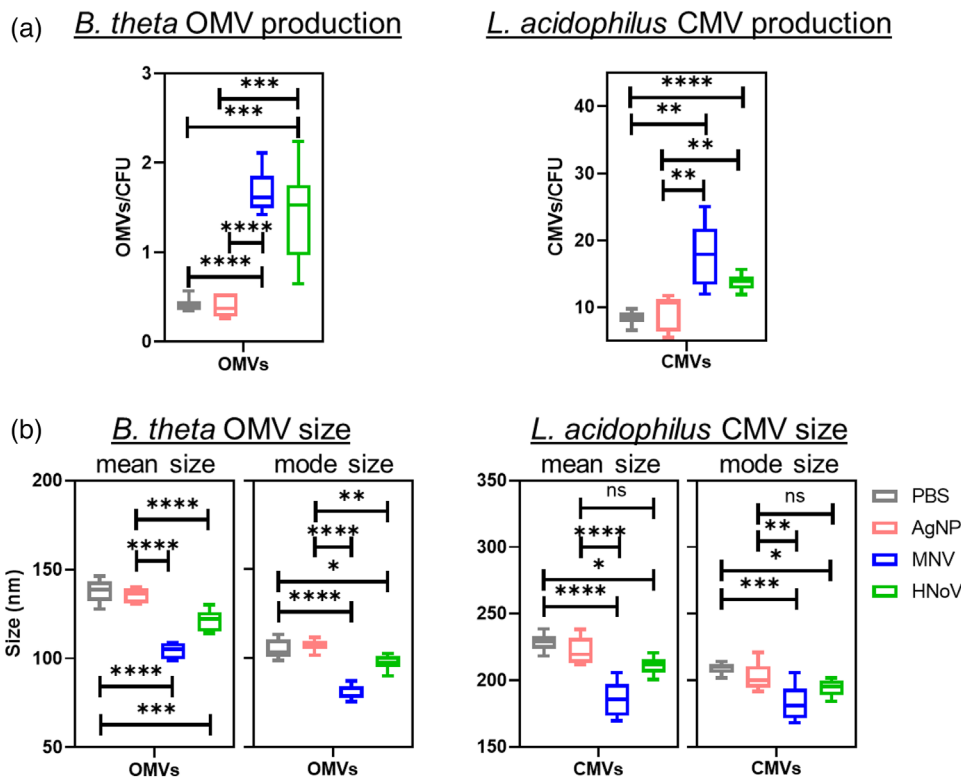 (a) B. theta OMV production
L. acidophilus CMV production
OMVs/CFU
3
2
1
0
***
***
****
****
OMVs
CMVs/CFU
40
30
20
10
****
**
**
**
CMVs
(b) B. theta OMV size
mean size
mode size
Size (nm)
200
150
100
50
****
****
****
***
OMVs
**
****
*
****
OMVs
L. acidophilus CMV size
mean size
mode size
350
300
250
200
150
ns
****
*
****
CMVs
ns
**
*
***
CMVs
PBS
AgNP
MNV
HNoV